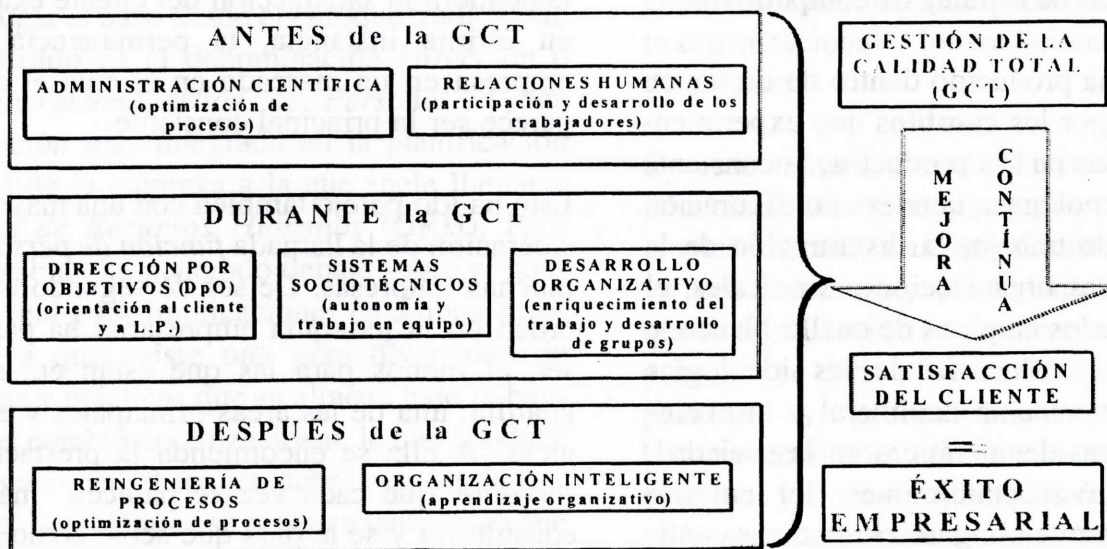 ANTES de la GCT
ADMINISTRACIÓN CIENTÍFICA
(optimización de
procesos)
RELACIONES HUMANAS
(participación y desarrollo de los
trabajadores)
DURANTE la GCT
DIRECCIÓN POR
OBJETIVOS (DpO)
(orientación al cliente
y a L.P.)
SISTEMAS
SOCIOTÉCNICOS
(autonomía y
trabajo en equipo)
DESARROLLO
ORGANIZATIVO
(enriquecimiento del
trabajo y desarrollo
de grupos)
DESPUÉS de la GCT
REINGENIERÍA DE
PROCESOS
(optimización de procesos)
ORGANIZACIÓN INTELIGENTE
(aprendizaje organizativo)
GESTIÓN DE LA
CALIDAD TOTAL
(GCT)
MEJORA
CONTÍNUA
SATISFACCIÓN
DEL CLIENTE
=
ÉXITO
EMPRESARIAL